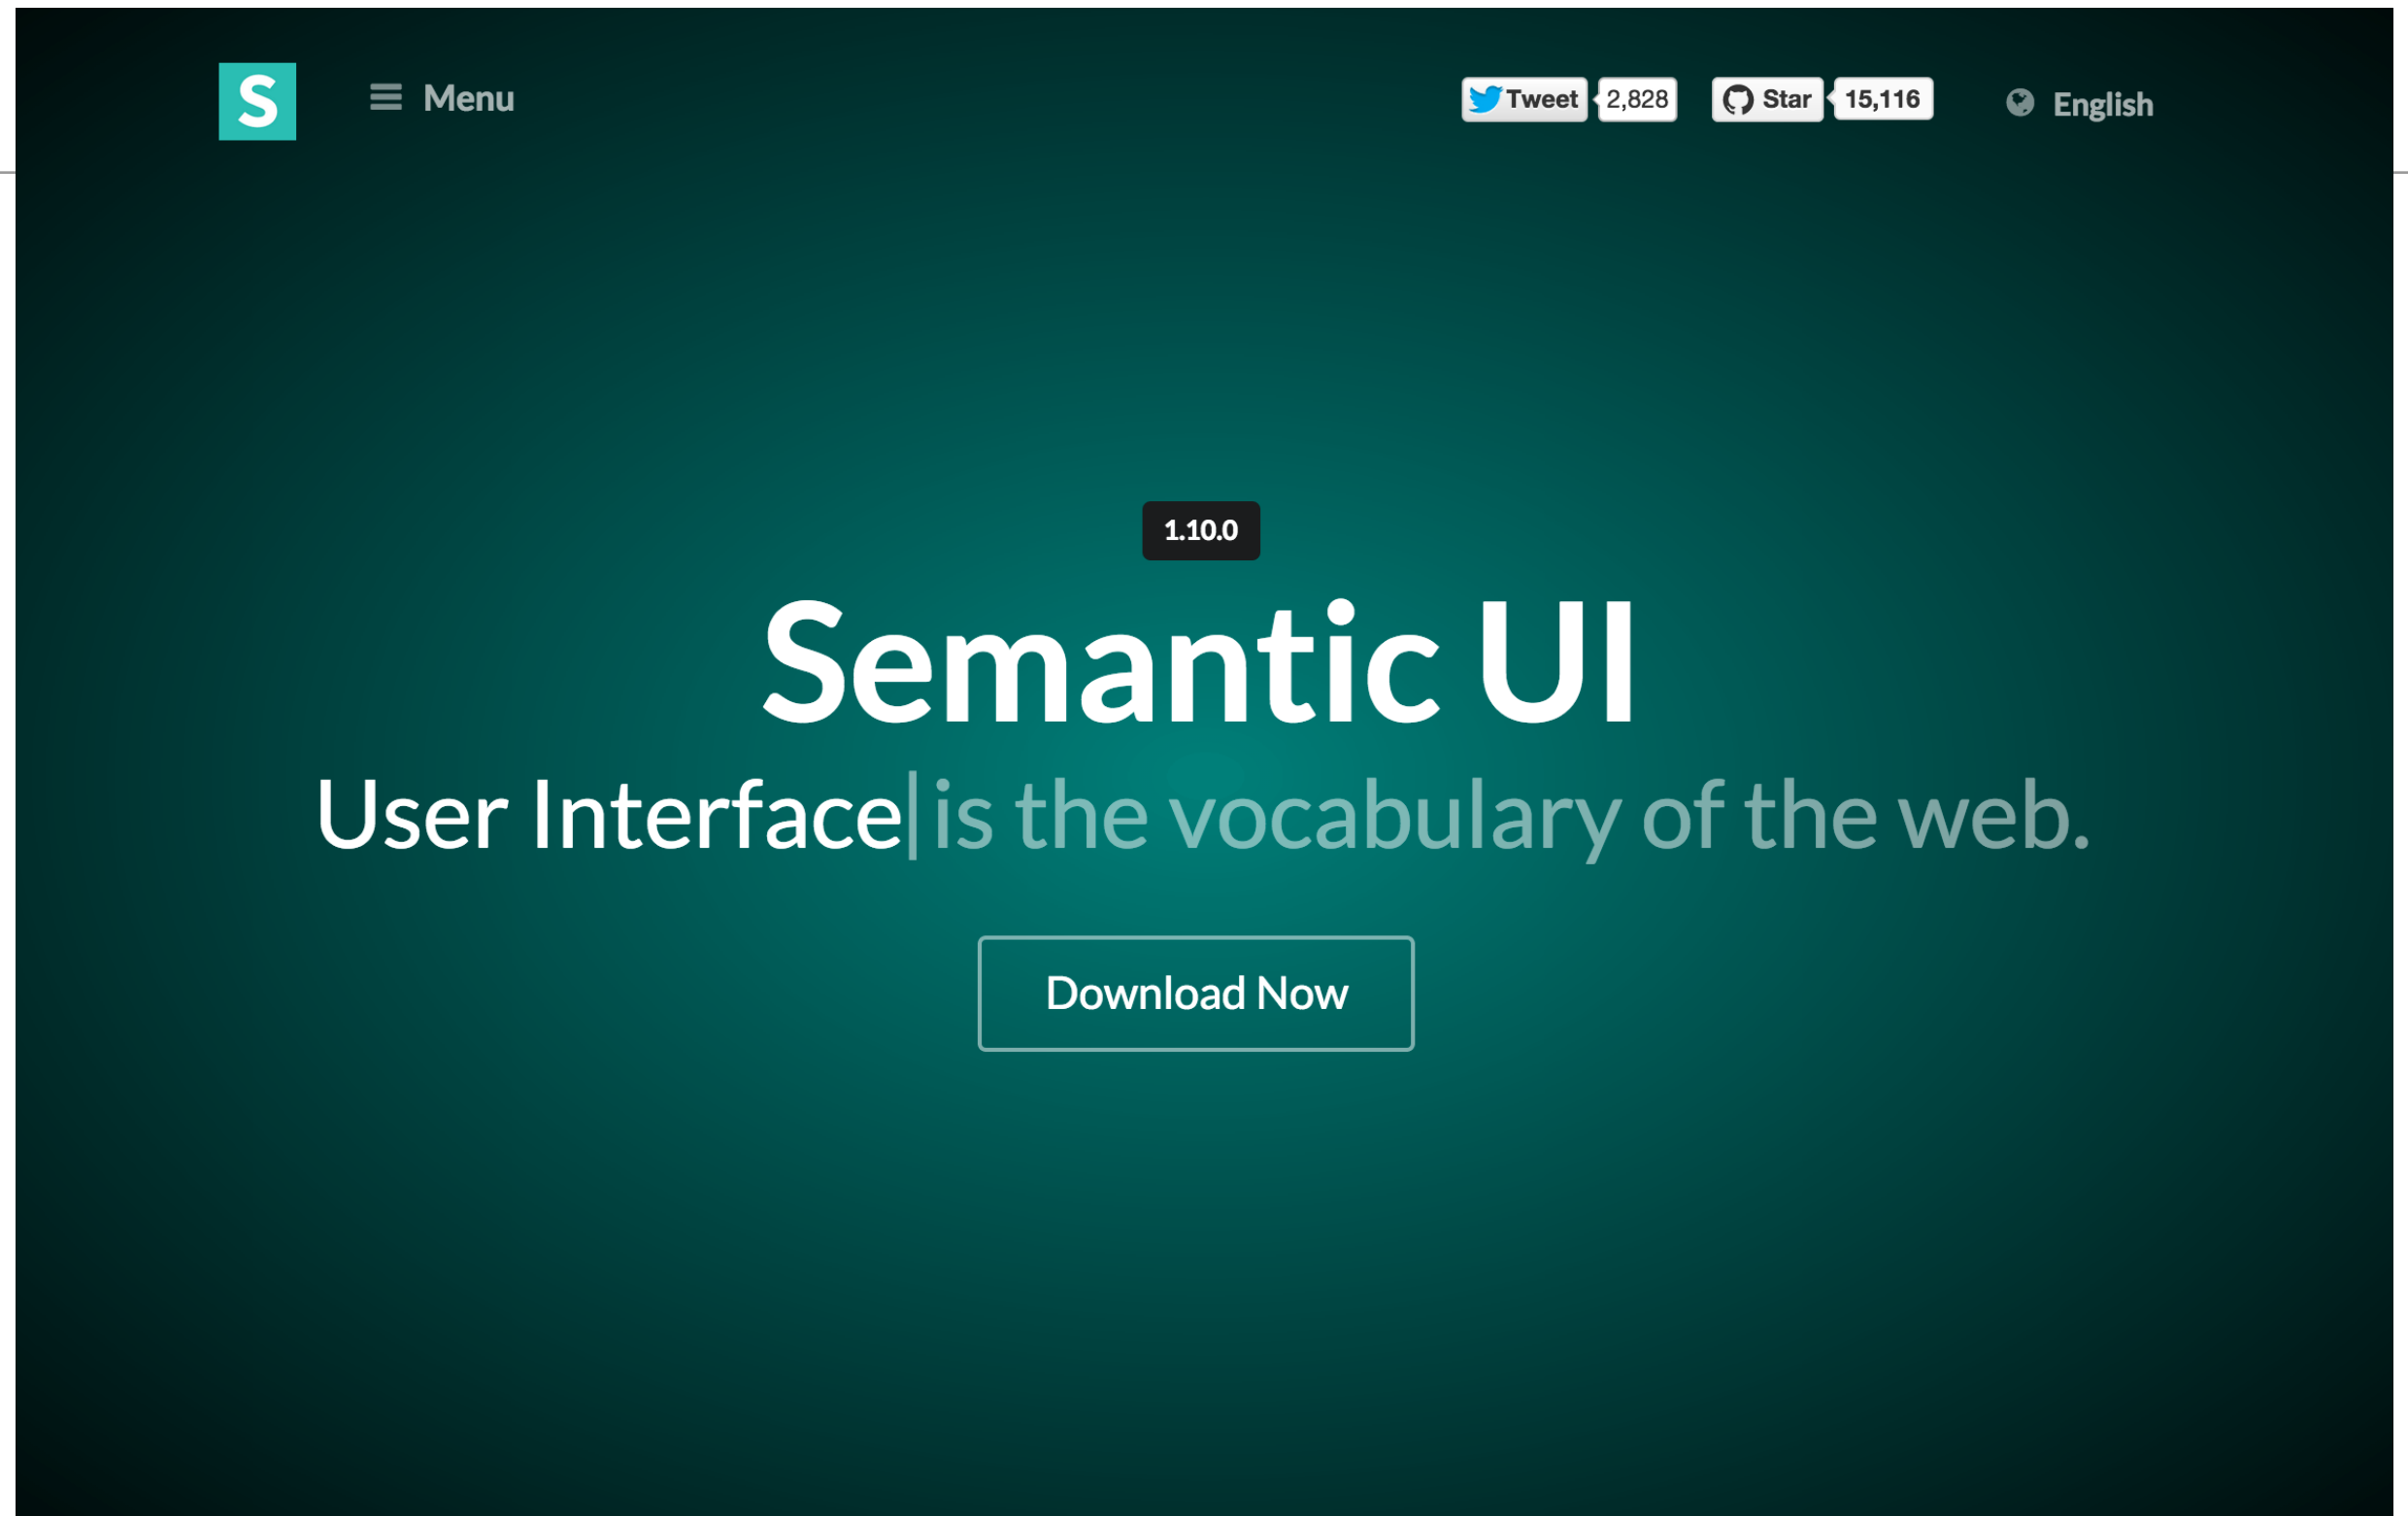 S Menu Tweet 2,828 Star 15,116 English
1.10.0
Semantic UI
User Interface| is the vocabulary of the web.
Download Now